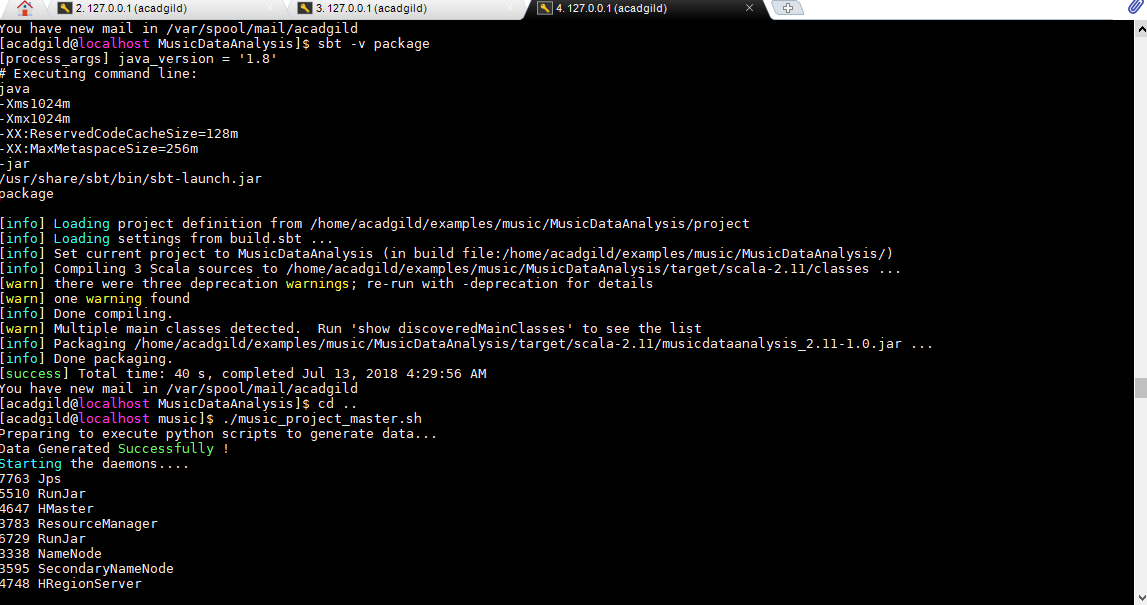 2. 127.0.0.1 (acadgild)
3. 127.0.0.1 (acadgild)
4. 127.0.0.1 (acadgild)
You have new mail in /var/spool/mail/acadgild
[acadgild@localhost MusicDataAnalysis]$ sbt -v package
[process_args] java_version = '1.8'
# Executing command line:
java
-Xms1024m
-Xmx1024m
-XX:ReservedCodeCacheSize=128m
-XX:MaxMetaspaceSize=256m
-jar
/usr/share/sbt/bin/sbt-launch.jar
package
[info] Loading project definition from /home/acadgild/examples/music/MusicDataAnalysis/project
[info] Loading settings from build.sbt ...
[info] Set current project to MusicDataAnalysis (in build file:/home/acadgild/examples/music/MusicDataAnalysis/)
[info] Compiling 3 Scala sources to /home/acadgild/examples/music/MusicDataAnalysis/target/scala-2.11/classes ...
[warn] there were three deprecation warnings; re-run with -deprecation for details
[warn] one warning found
[info] Done compiling.
[warn] Multiple main classes detected.  Run 'show discoveredMainClasses' to see the list
[info] Packaging /home/acadgild/examples/music/MusicDataAnalysis/target/scala-2.11/musicdataanalysis_2.11-1.0.jar ...
[info] Done packaging.
[success] Total time: 40 s, completed Jul 13, 2018 4:29:56 AM
You have new mail in /var/spool/mail/acadgild
[acadgild@localhost MusicDataAnalysis]$ cd ..
[acadgild@localhost music]$ ./music_project_master.sh
Preparing to execute python scripts to generate data...
Data Generated Successfully !
Starting the daemons....
7763 Jps
5510 RunJar
4647 HMaster
3783 ResourceManager
6729 RunJar
3338 NameNode
3595 SecondaryNameNode
4748 HRegionServer